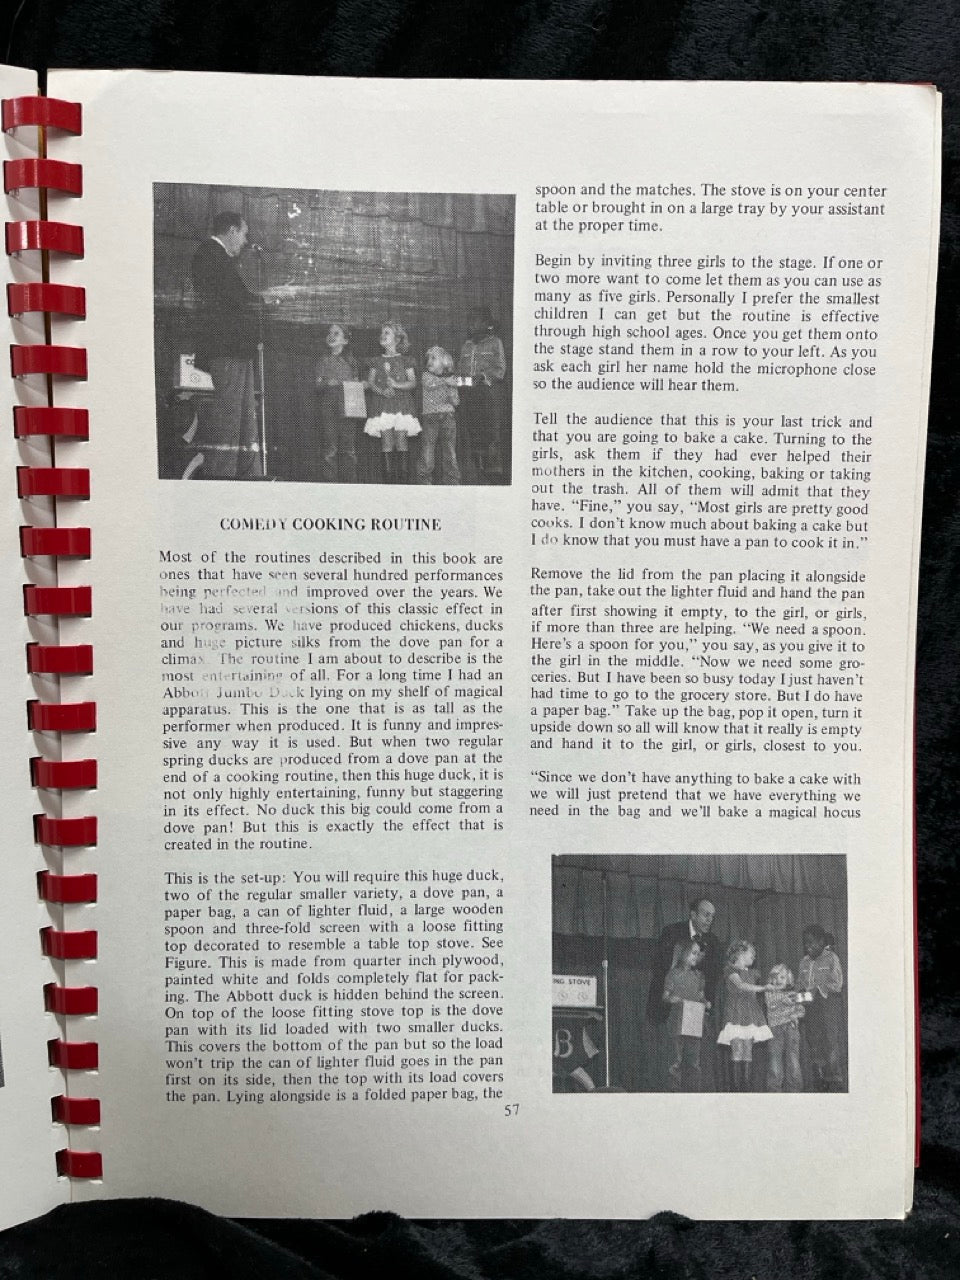 COMEDY COOKING ROUTINE
Most of the routines described in this book are
ones that have seen several hundred performances
being perfected and improved over the years. We
have had several versions of this classic effect in
our programs. We have produced chickens, ducks
and huge picture silks from the dove pan for a
climax. The routine I am about to describe is the
most entertaining of all. For a long time I had an
Abbott Jumbo Duck lying on my shelf of magical
apparatus. This is the one that is as tall as the
performer when produced. It is funny and impres-
sive any way it is used. But when two regular
spring ducks are produced from a dove pan at the
end of a cooking routine, then this huge duck, it is
not only highly entertaining, funny but staggering
in its effect. No duck this big could come from a
dove pan! But this is exactly the effect that is
created in the routine.
This is the set-up: You will require this huge duck,
two of the regular smaller variety, a dove pan, a
paper bag, a can of lighter fluid, a large wooden
spoon and three-fold screen with a loose fitting
top decorated to resemble a table top stove. See
Figure. This is made from quarter inch plywood,
painted white and folds completely flat for pack-
ing. The Abbott duck is hidden behind the screen.
On top of the loose fitting stove top is the dove
pan with its lid loaded with two smaller ducks.
This covers the bottom of the pan but so the load
won't trip the can of lighter fluid goes in the pan
first on its side, then the top with its load covers
the pan. Lying alongside is a folded paper bag, the
spoon and the matches. The stove is on your center
table or brought in on a large tray by your assistant
at the proper time.
Begin by inviting three girls to the stage. If one or
two more want to come let them as you can use as
many as five girls. Personally I prefer the smallest
children I can get but the routine is effective
through high school ages. Once you get them onto
the stage stand them in a row to your left. As you
ask each girl her name hold the microphone close
so the audience will hear them.
Tell the audience that this is your last trick and
that you are going to bake a cake. Turning to the
girls, ask them if they had ever helped their
mothers in the kitchen, cooking, baking or taking
out the trash. All of them will admit that they
have. "Fine," you say, "Most girls are pretty good
cooks. I don't know much about baking a cake but
I do know that you must have a pan to cook it in."
Remove the lid from the pan placing it alongside
the pan, take out the lighter fluid and hand the pan
after first showing it empty, to the girl, or girls,
if more than three are helping. "We need a spoon.
Here's a spoon for you," you say, as you give it to
the girl in the middle. "Now we need some gro-
ceries. But I have been so busy today I just haven't
had time to go to the grocery store. But I do have
a paper bag." Take up the bag, pop it open, turn it
upside down so all will know that it really is empty
and hand it to the girl, or girls, closest to you.
"Since we don't have anything to bake a cake with
we will just pretend that we have everything we
need in the bag and we'll bake a magical hocus
NG STOVE
B
57